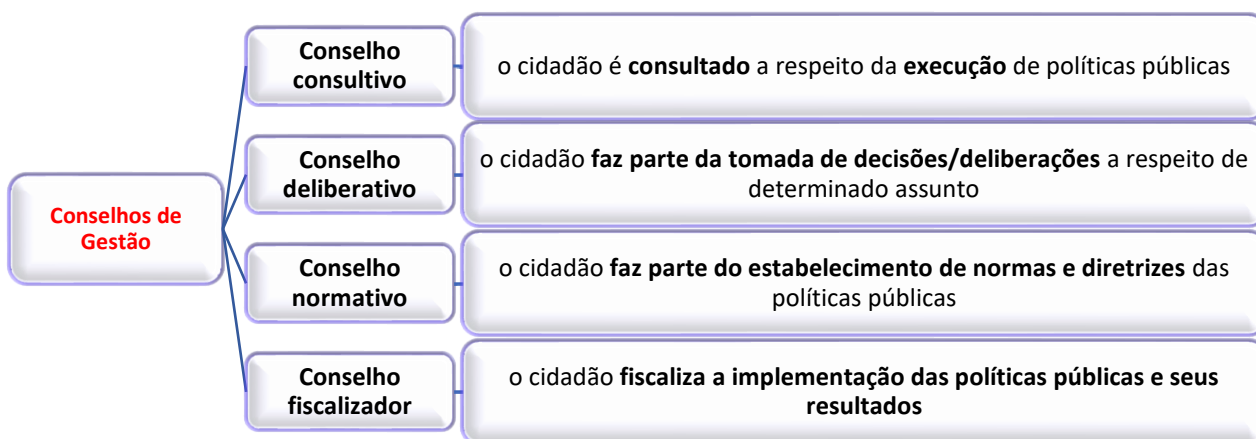 Conselhos de
Gestão
Conselho
consultivo
o cidadão é consultado a respeito da execução de políticas públicas
Conselho
deliberativo
o cidadão faz parte da tomada de decisões/deliberações a respeito de
determinado assunto
Conselho
normativo
o cidadão faz parte do estabelecimento de normas e diretrizes das
políticas públicas
Conselho
fiscalizador
o cidadão fiscaliza a implementação das políticas públicas e seus
resultados